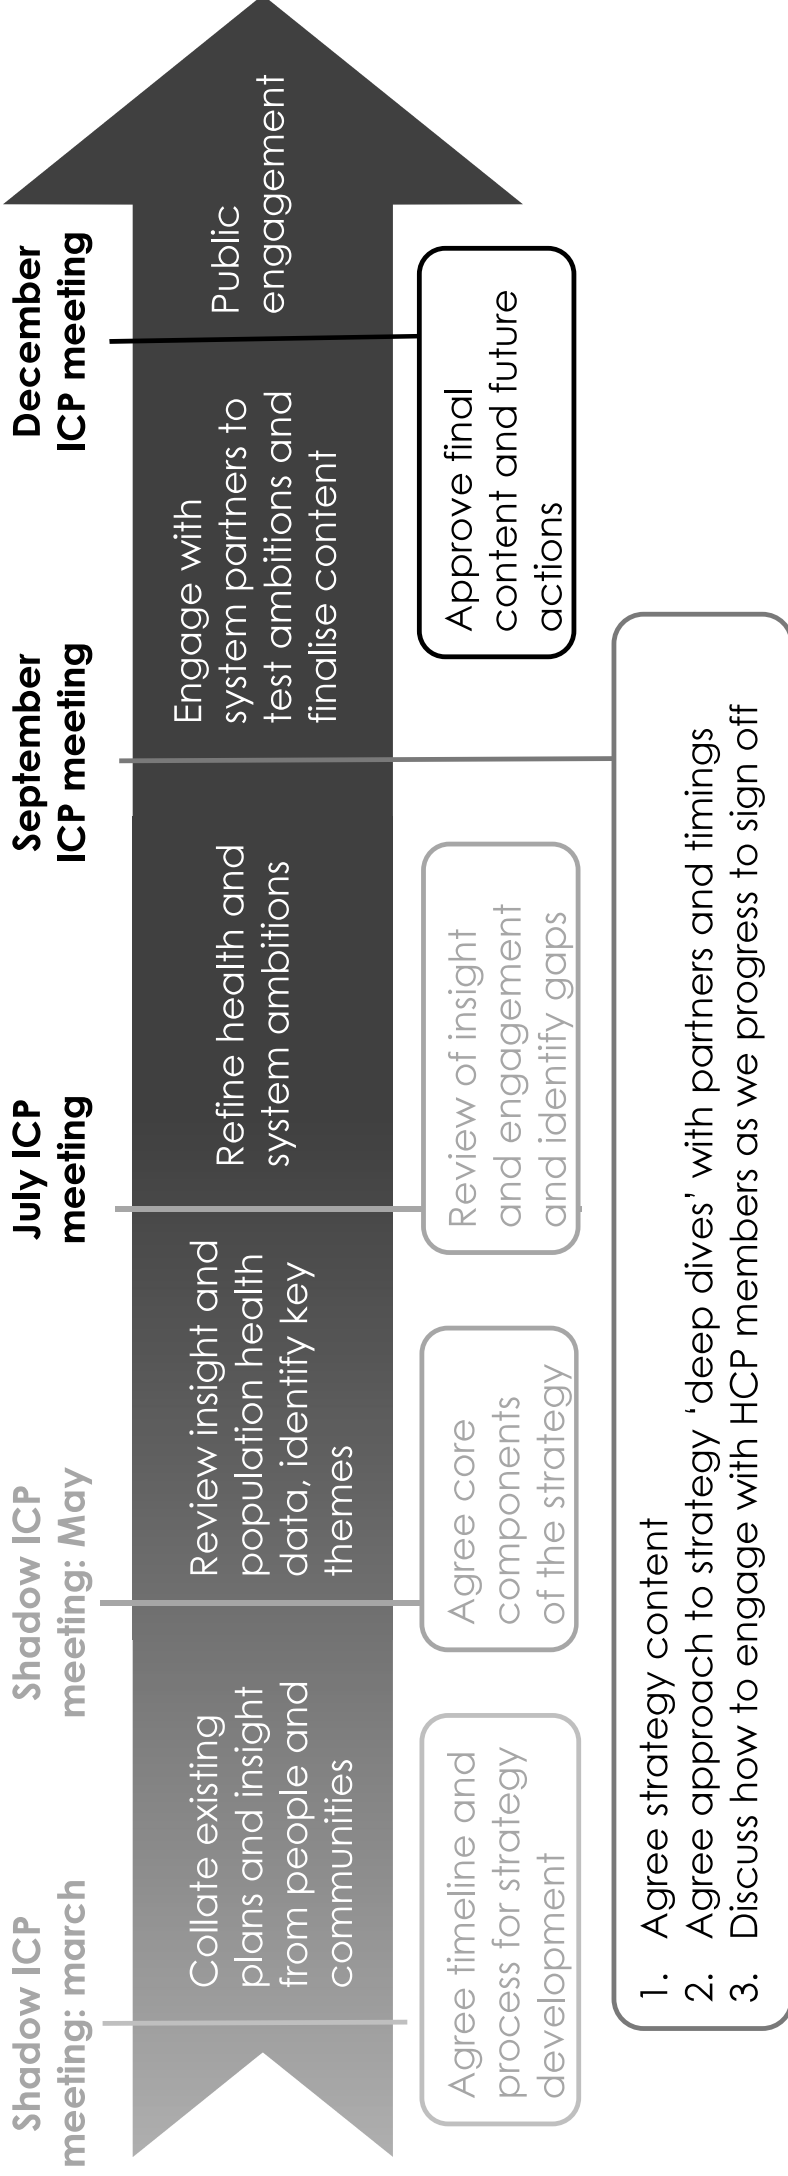 Shadow ICP
meeting: march
Shadow ICP
meeting: May
July ICP
meeting
September
ICP meeting
December
ICP meeting
Collate existing
plans and insight
from people and
communities
Review insight and
population health
data, identify key
themes
Refine health and
system ambitions
Engage with
system partners to
test ambitions and
finalise content
Public
engagement
Agree timeline and
process for strategy
development
Agree core
components
of the strategy
Review of insight
and engagement
and identify gaps
Approve final
content and future
actions
1. Agree strategy content
2. Agree approach to strategy ‘deep dives’ with partners and timings
3. Discuss how to engage with HCP members as we progress to sign off